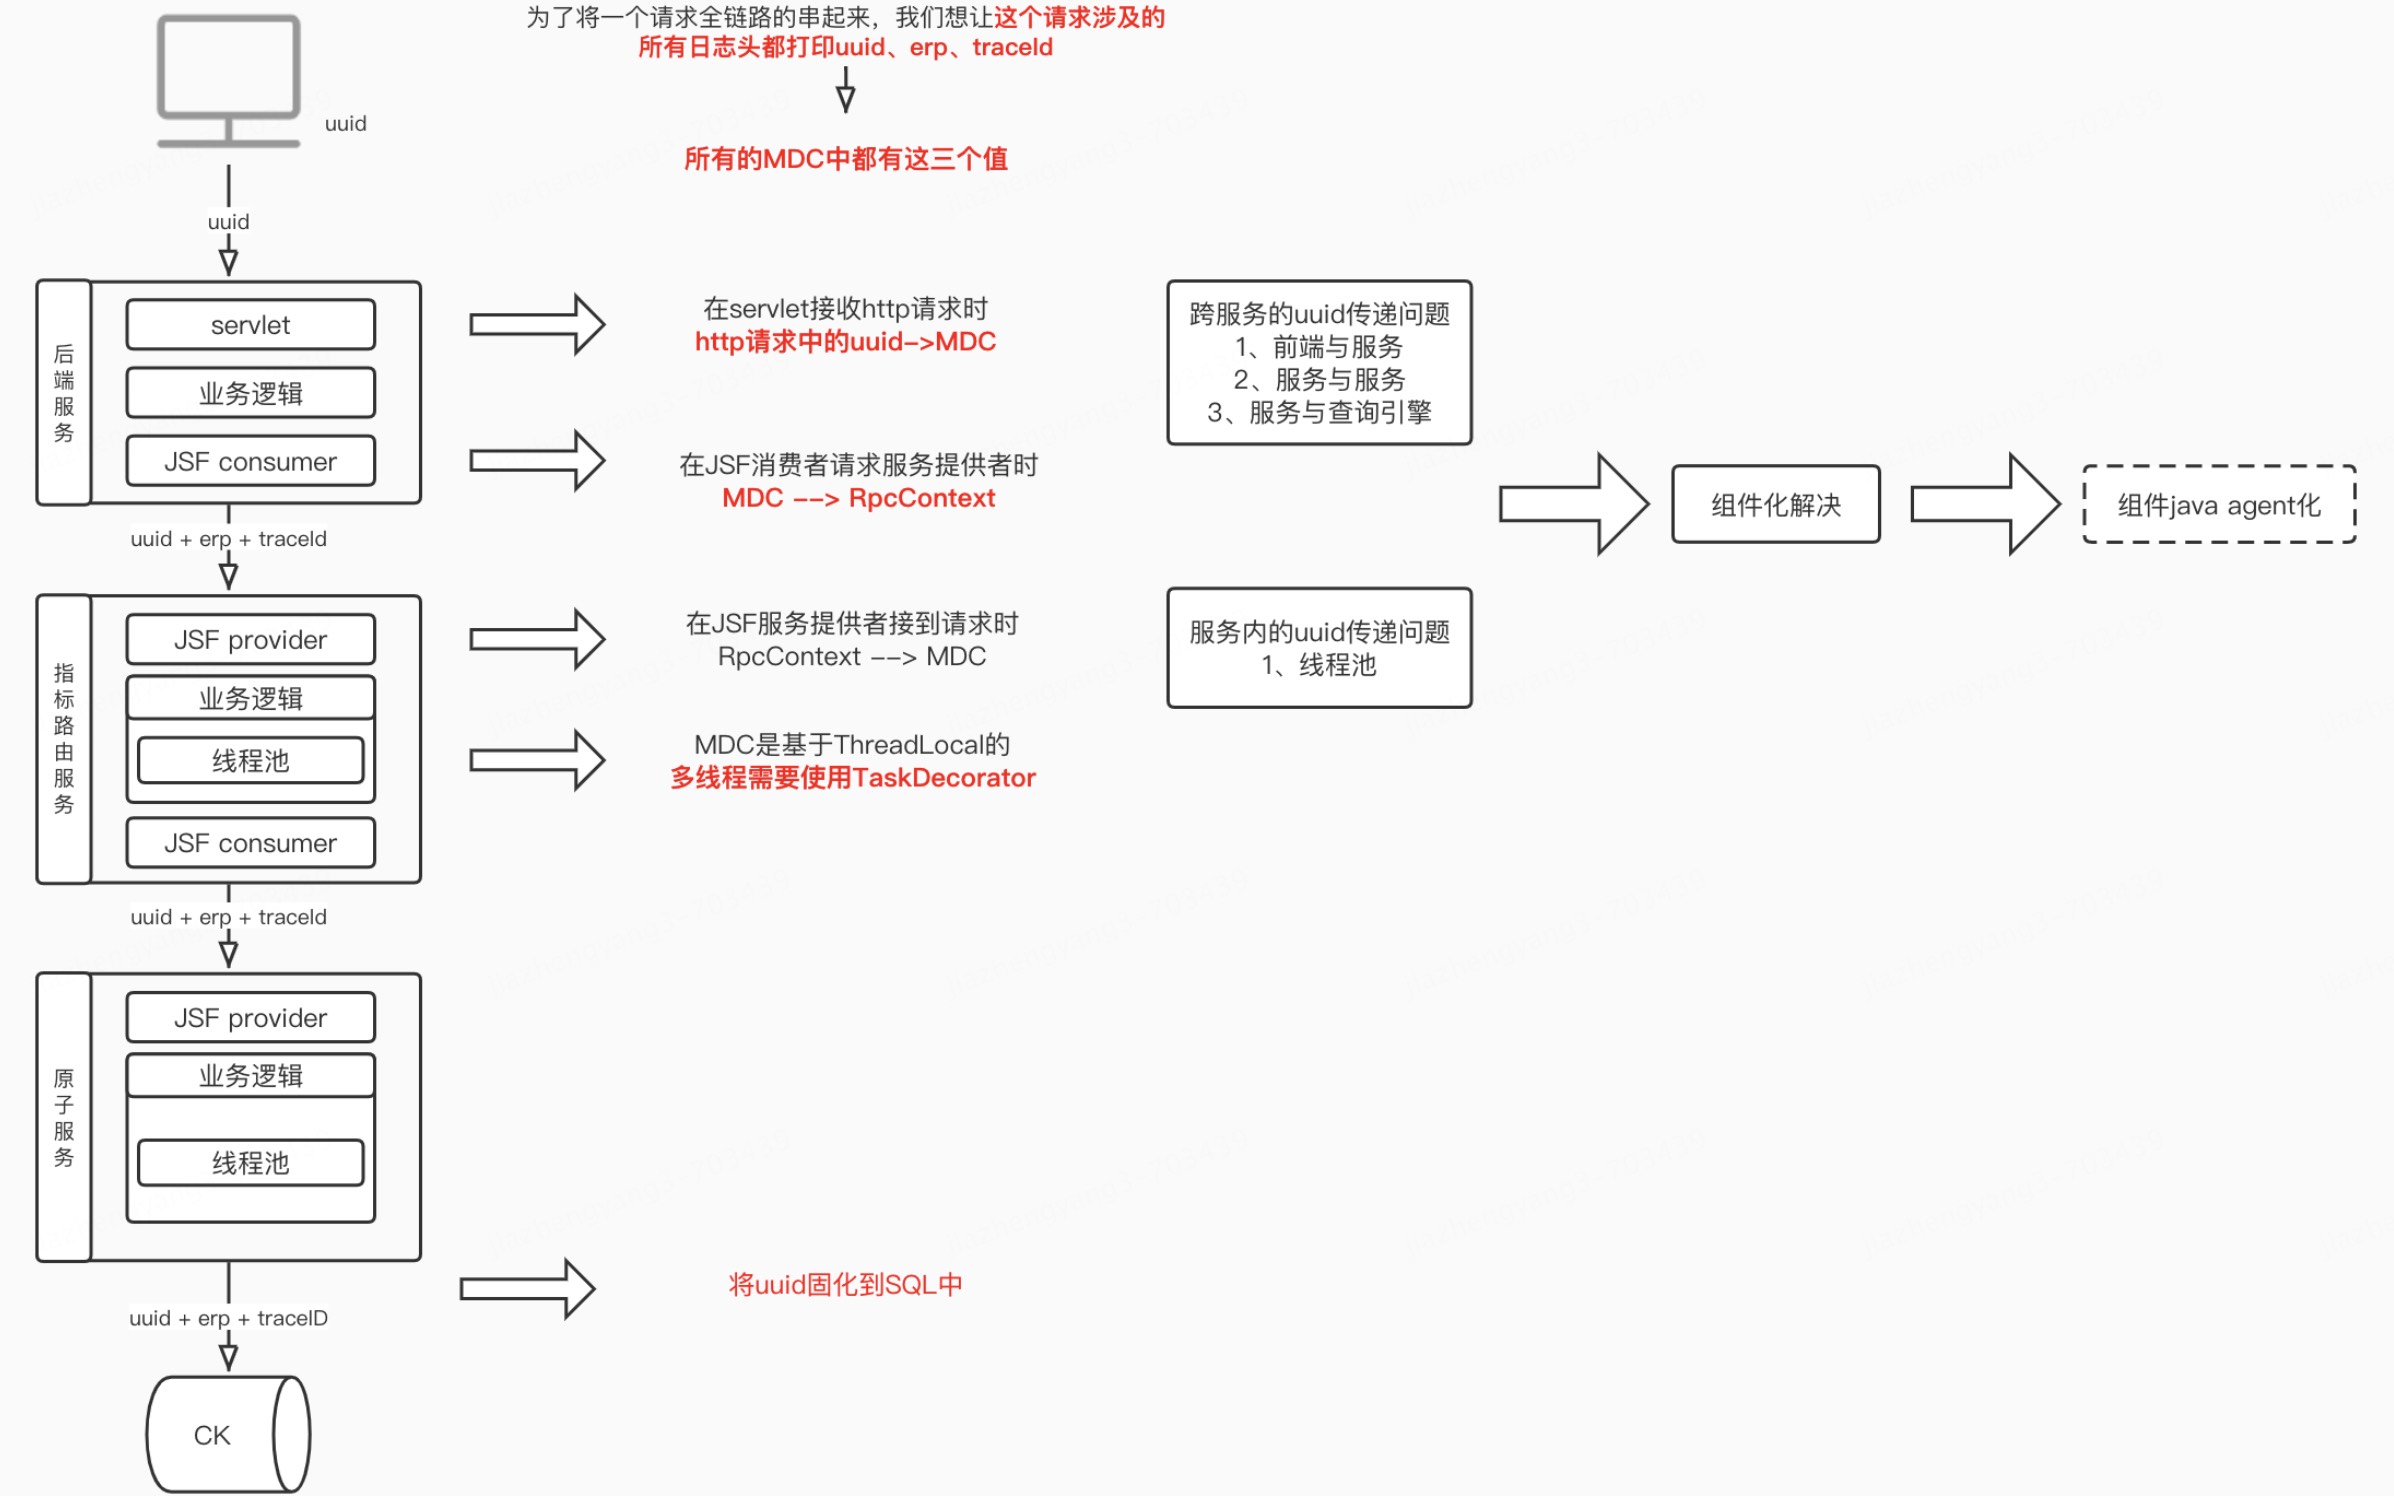 为了将一个请求全链路的串起来，我们想让这个请求涉及的
所有日志头都打印uuid、erp、traceId
所有的MDC中都有这三个值
uuid
uuid
后端服务
servlet
业务逻辑
JSF consumer
在servlet接收http请求时
http请求中的uuid->MDC
在JSF消费者请求服务提供者时
MDC --> RpcContext
uuid + erp + traceId
指标路由服务
JSF provider
业务逻辑
线程池
JSF consumer
在JSF服务提供者接到请求时
RpcContext --> MDC
MDC是基于ThreadLocal的
多线程需要使用TaskDecorator
uuid + erp + traceId
原子服务
JSF provider
业务逻辑
线程池
将uuid固化到SQL中
uuid + erp + traceID
CK
跨服务的uuid传递问题
1、前端与服务
2、服务与服务
3、服务与查询引擎
服务内的uuid传递问题
1、线程池
组件化解决
组件java agent化